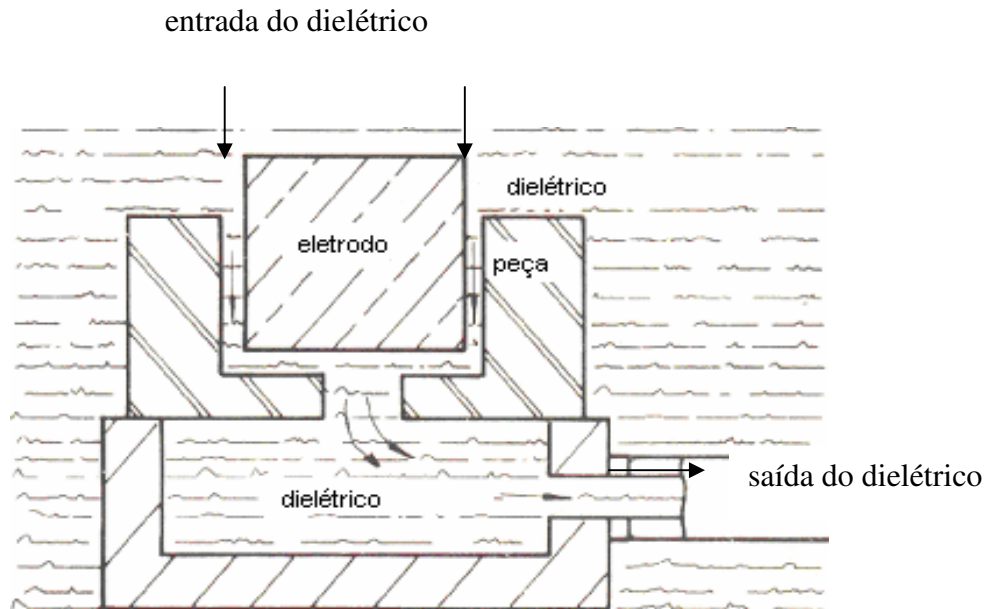 entrada do dielétrico
dielétrico
eletrodo
peça
saída do dielétrico
dielétrico